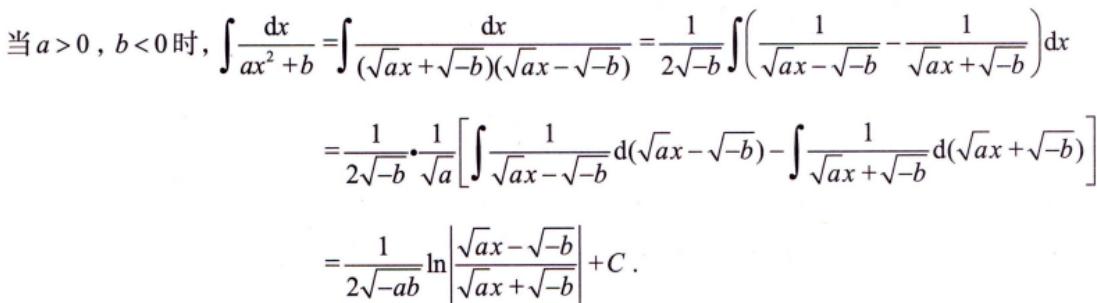 当 a>0 , b<0 时, ∫ dx/(ax² + b) = ∫ dx/((√a x + √(-b))(√a x - √(-b))) = 1/(2√(-b)) ∫ (1/(√a x - √(-b)) - 1/(√a x + √(-b))) dx
= 1/(2√(-b)) • 1/√a [∫ 1/(√a x - √(-b)) d(√a x - √(-b)) - ∫ 1/(√a x + √(-b)) d(√a x + √(-b))]
= 1/(2√(-ab)) ln |(√a x - √(-b))/(√a x + √(-b))| + C .